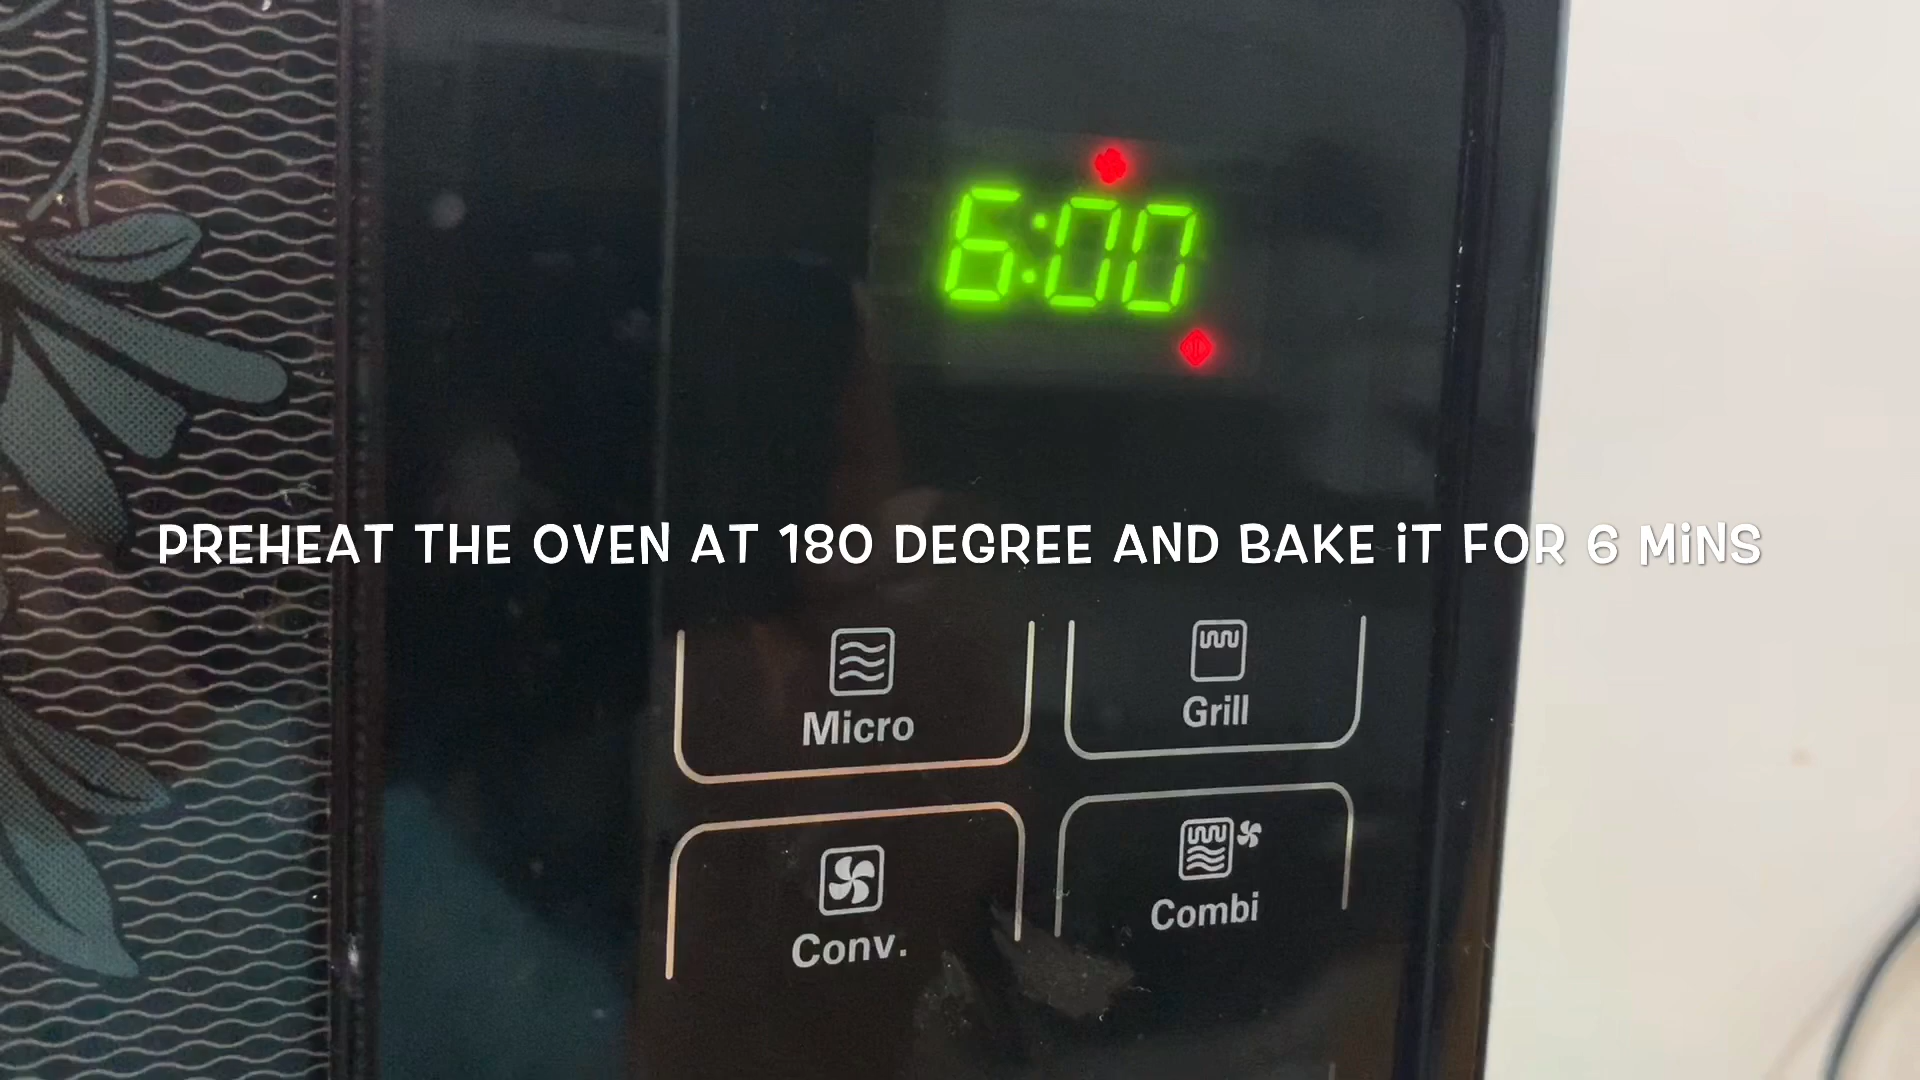 6:00
PREHEAT THE OVEN AT 180 DEGREE AND BAKE iT FOR 6 MiNS
Micro
Grill
Conv.
Combi